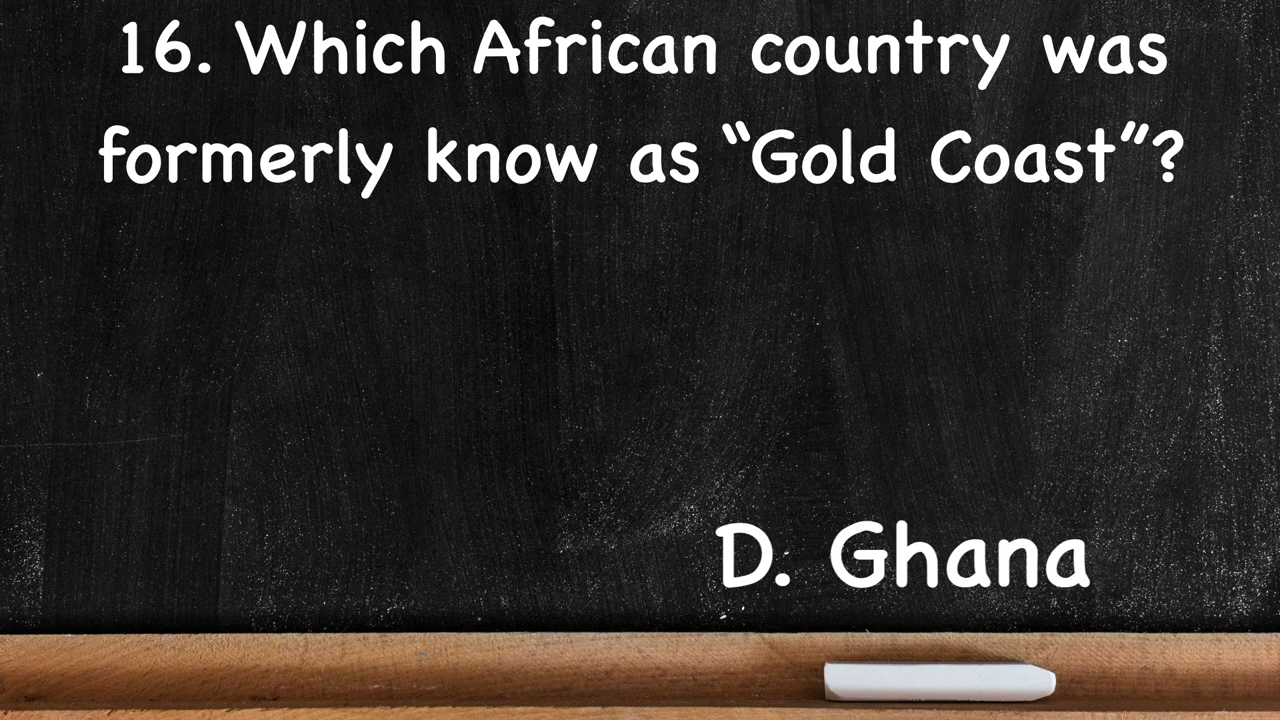 16. Which African country was
formerly know as “Gold Coast”?
D. Ghana